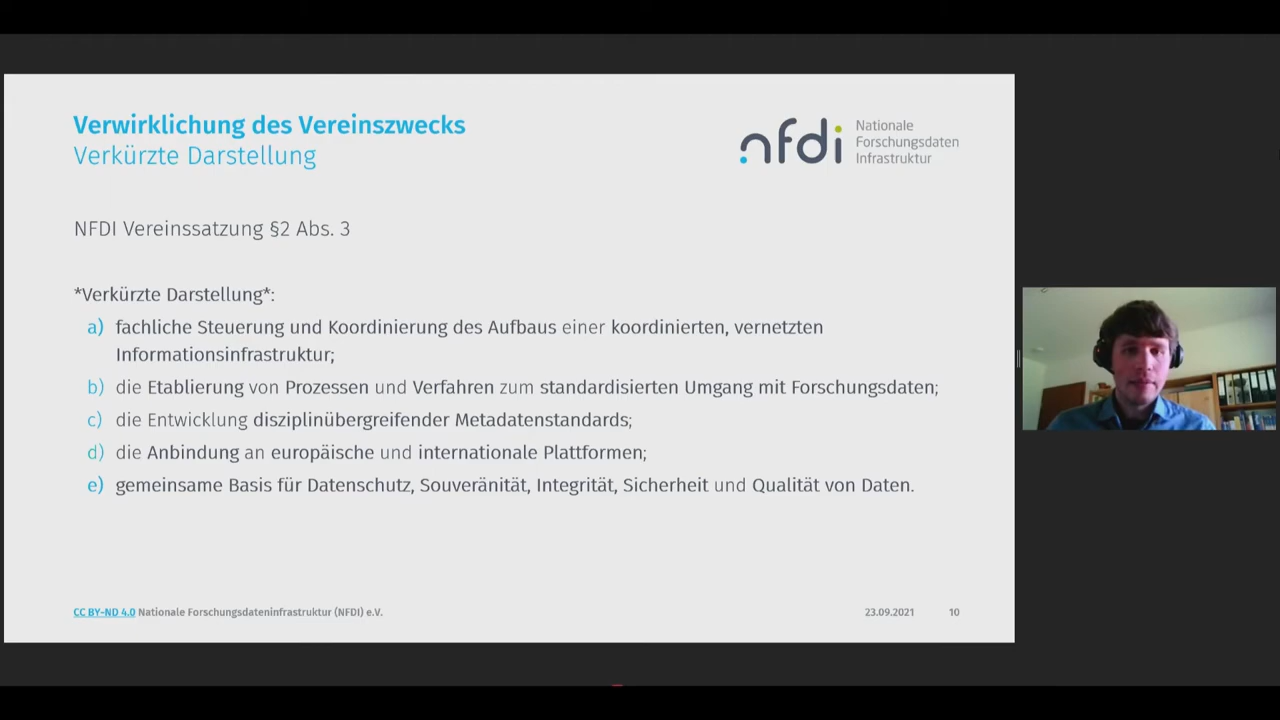 Verwirklichung des Vereinszwecks
Verkürzte Darstellung
nfdi
Nationale
Forschungsdaten
Infrastruktur
NFDI Vereinssatzung §2 Abs. 3
*Verkürzte Darstellung*:
a) fachliche Steuerung und Koordinierung des Aufbaus einer koordinierten, vernetzten
Informationsinfrastruktur;
b) die Etablierung von Prozessen und Verfahren zum standardisierten Umgang mit Forschungsdaten;
c) die Entwicklung disziplinübergreifender Metadatenstandards;
d) die Anbindung an europäische und internationale Plattformen;
e) gemeinsame Basis für Datenschutz, Souveränität, Integrität, Sicherheit und Qualität von Daten.
CC BY-ND 4.0 Nationale Forschungsdateninfrastruktur (NFDI) e.V.
23.09.2021
10